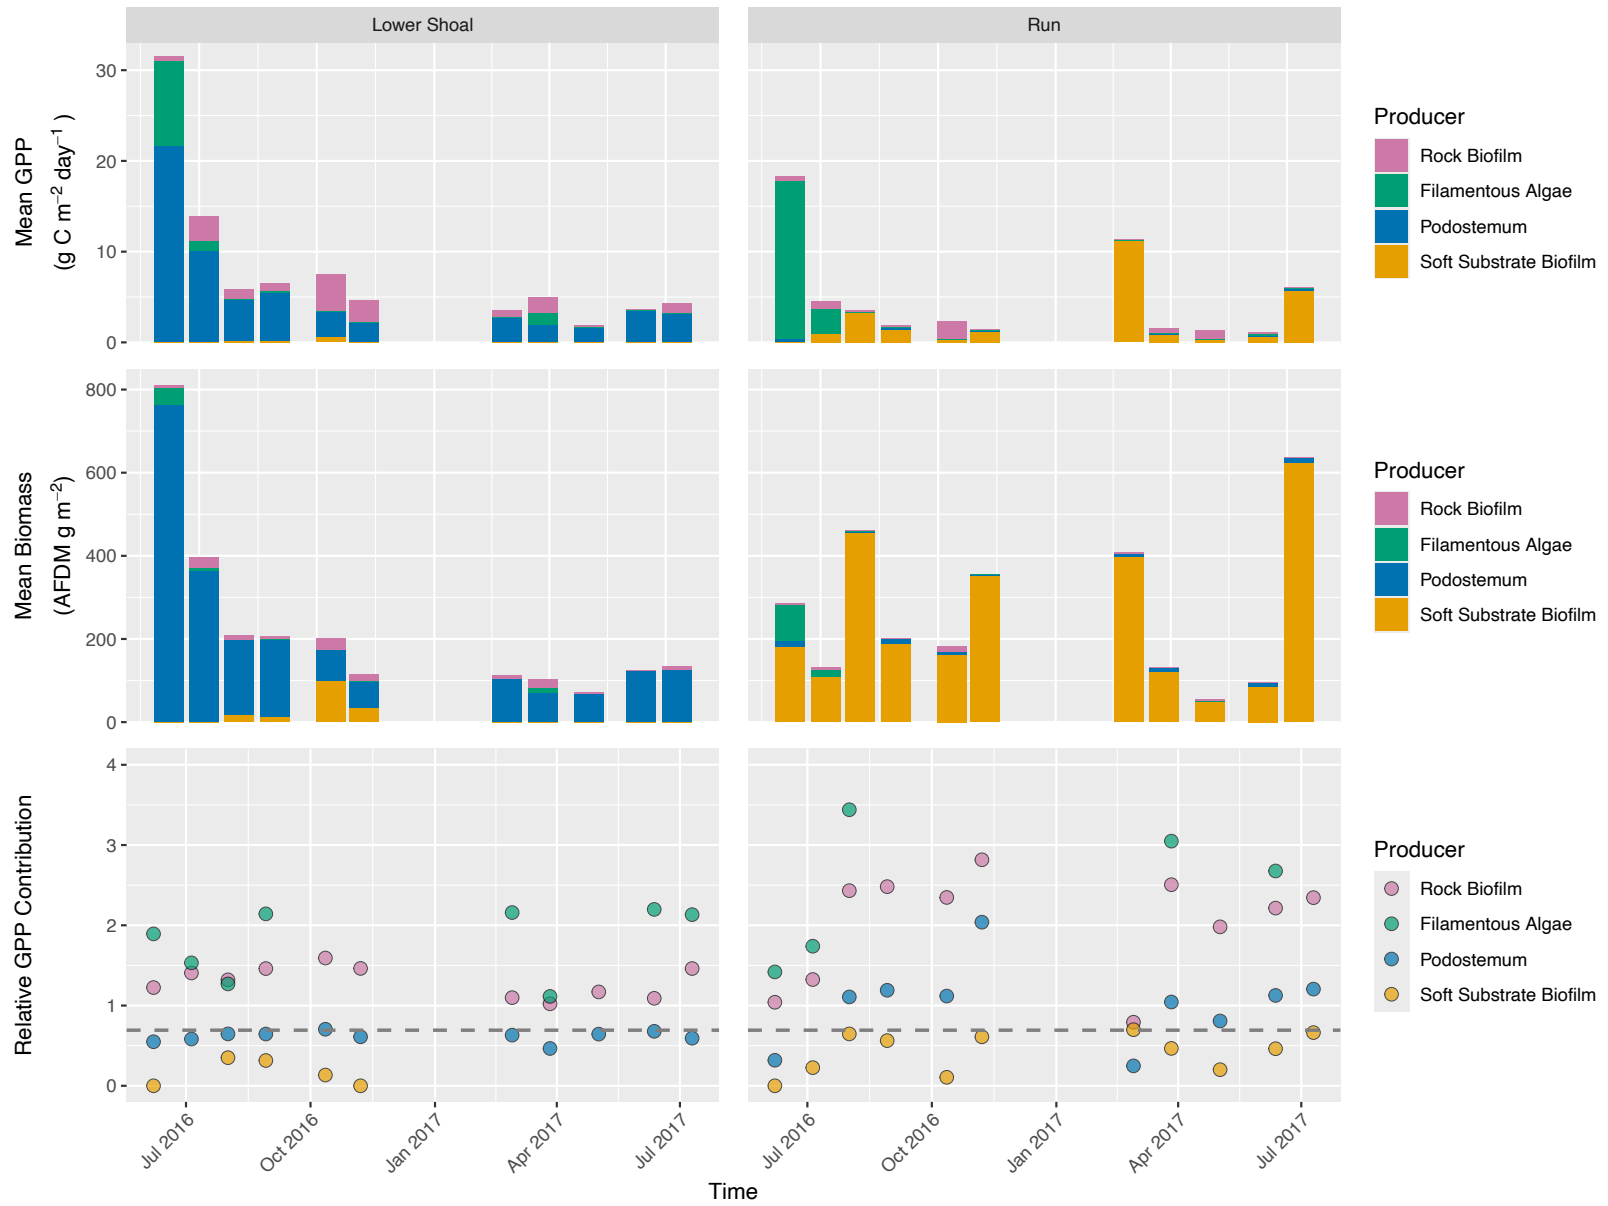 Lower Shoal
Run
Mean GPP
(g C m⁻² day⁻¹ )
30
20
10
0
Producer
Rock Biofilm
Filamentous Algae
Podostemum
Soft Substrate Biofilm
Mean Biomass
(AFDM g m⁻²)
800
600
400
200
0
Producer
Rock Biofilm
Filamentous Algae
Podostemum
Soft Substrate Biofilm
Relative GPP Contribution
4
3
2
1
0
Producer
Rock Biofilm
Filamentous Algae
Podostemum
Soft Substrate Biofilm
Jul 2016
Oct 2016
Jan 2017
Apr 2017
Jul 2017
Jul 2016
Oct 2016
Jan 2017
Apr 2017
Jul 2017
Time